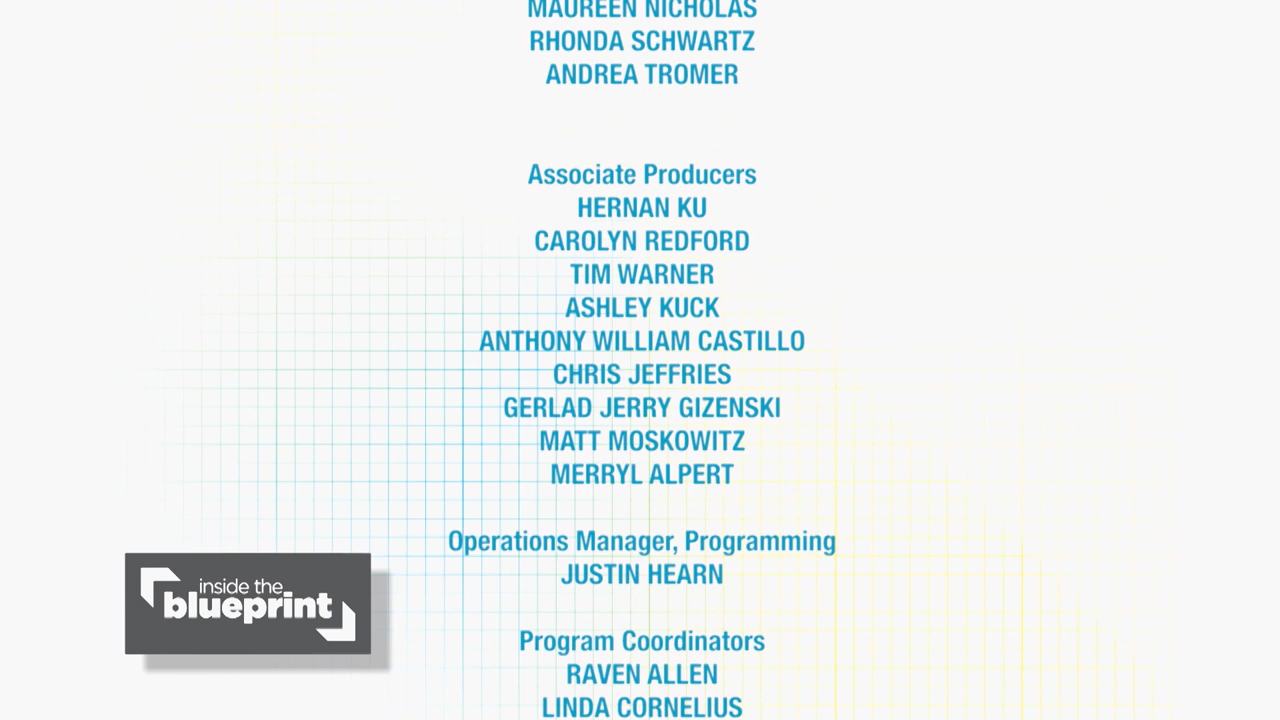 MAUREEN NICHOLAS
RHONDA SCHWARTZ
ANDREA TROMER
Associate Producers
HERNAN KU
CAROLYN REDFORD
TIM WARNER
ASHLEY KUCK
ANTHONY WILLIAM CASTILLO
CHRIS JEFFRIES
GERLAD JERRY GIZENSKI
MATT MOSKOWITZ
MERRYL ALPERT
Operations Manager, Programming
JUSTIN HEARN
Program Coordinators
RAVEN ALLEN
LINDA CORNELIUS
inside the
blueprint